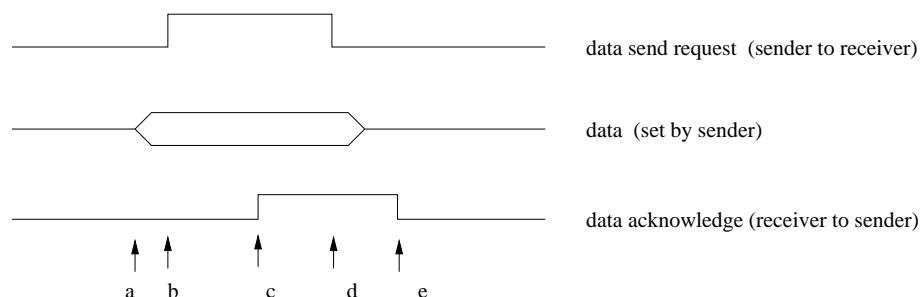 data send request (sender to receiver)
data (set by sender)
data acknowledge (receiver to sender)
a b c d e